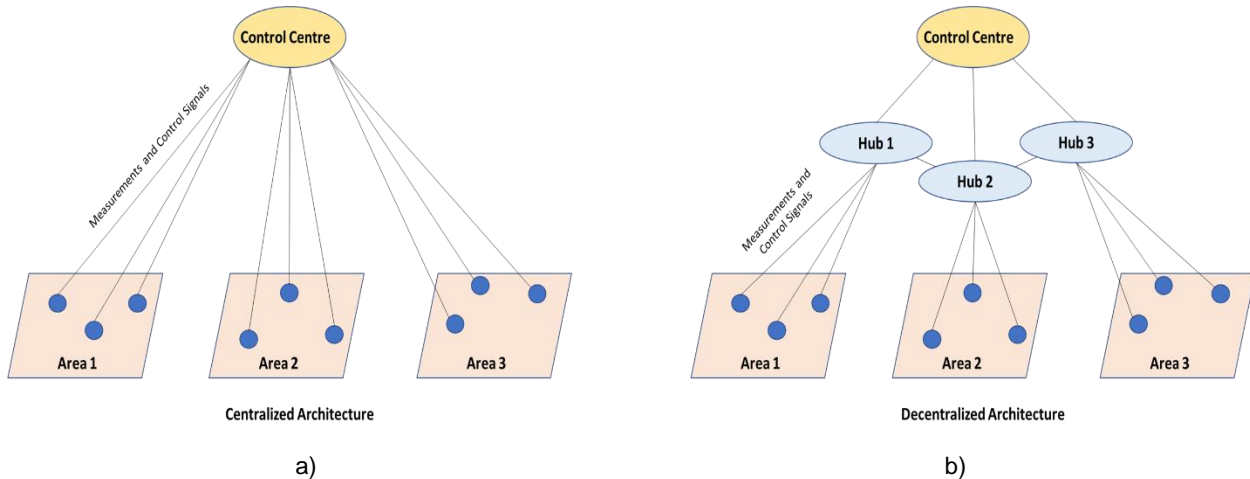 Control Centre
Measurements and Control Signals
Area 1
Area 2
Area 3
Centralized Architecture
a)
Control Centre
Hub 1
Hub 2
Hub 3
Measurements and
Control Signals
Area 1
Area 2
Area 3
Decentralized Architecture
b)